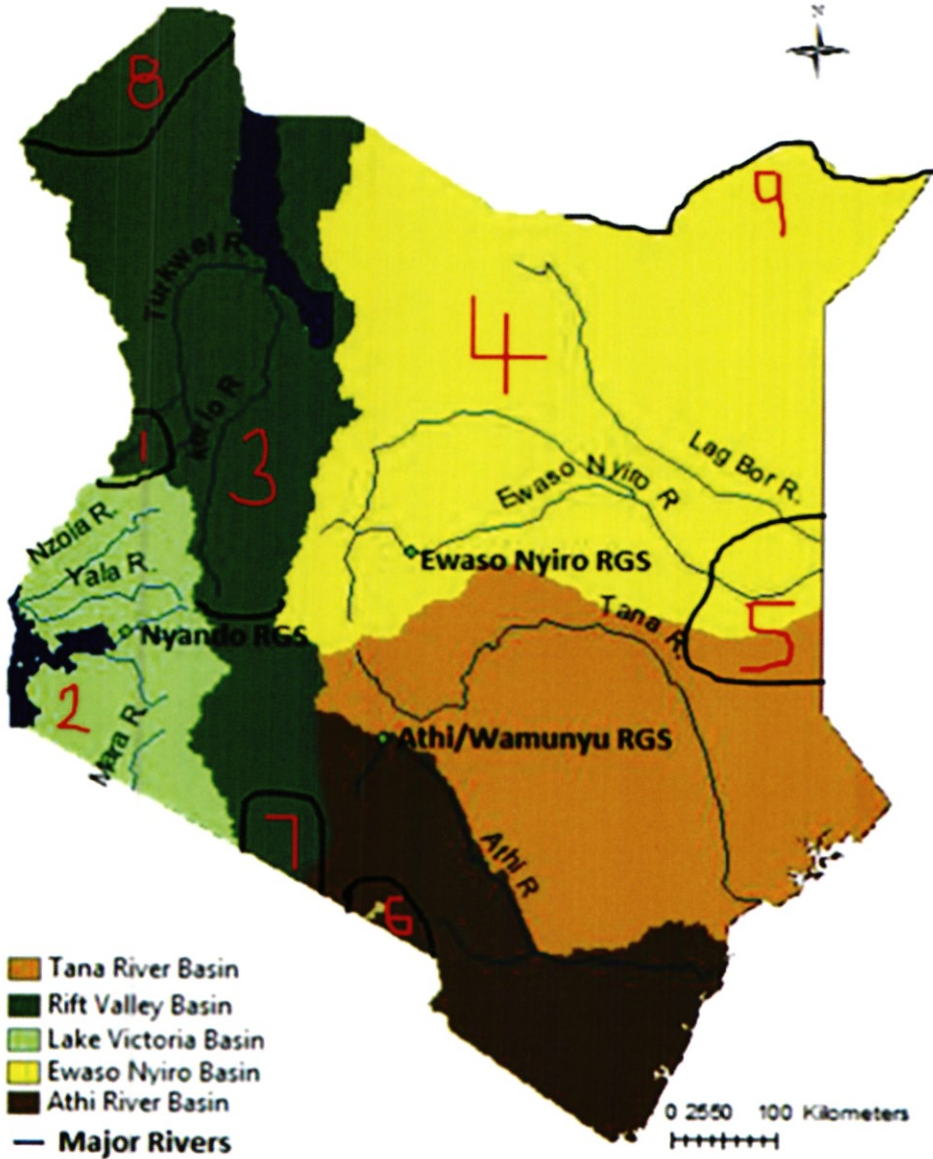 N
8
9
Turkwel R
4
1
Kerio R
3
Lag Bor R.
Ewaso Nyiro R
Nzoia R.
Yala R.
Ewaso Nyiro RGS
Tana R.
5
Nyando RGS
2
Mara R
Athi/Wamunyu RGS
7
Athi R
6
Tana River Basin
Rift Valley Basin
Lake Victoria Basin
Ewaso Nyiro Basin
Athi River Basin
Major Rivers
0 2550 100 Kilometers